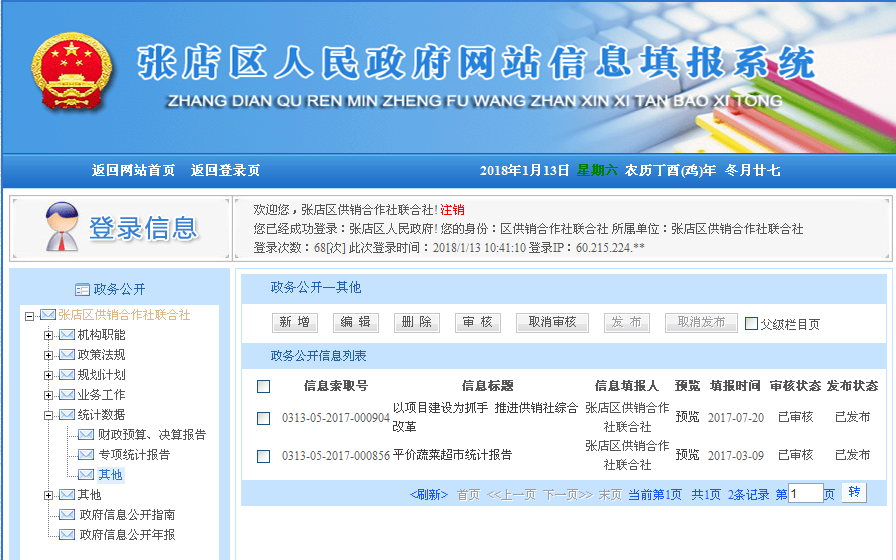 张店区人民政府网站信息填报系统
ZHANG DIAN QU REN MIN ZHENG FU WANG ZHAN XIN XI TAN BAO XI TONG
返回网站首页 返回登录页 2018年1月13日 星期六 农历丁酉(鸡)年 冬月廿七
登录信息
欢迎您，张店区供销合作社联合社! 注销
您已经成功登录：张店区人民政府! 您的身份：区供销合作社联合社 所属单位：张店区供销合作社联合社
登录次数：68[次] 此次登录时间：2018/1/13 10:41:10 登录IP：60.215.224.**
政务公开
张店区供销合作社联合社
机构职能
政策法规
规划计划
业务工作
统计数据
财政预算、决算报告
专项统计报告
其他
其他
政府信息公开指南
政府信息公开年报
政务公开—其他
新 增 编 辑 删 除 审 核 取消审核 发 布 取消发布 父级栏目页
政务公开信息列表
信息索取号 信息标题 信息填报人 预览 填报时间 审核状态 发布状态
0313-05-2017-000904 以项目建设为抓手 推进供销社综合改革 张店区供销合作社联合社 预览 2017-07-20 已审核 已发布
0313-05-2017-000856 平价蔬菜超市统计报告 张店区供销合作社联合社 预览 2017-03-09 已审核 已发布
<刷新> 首页 <<上一页 下一页>> 末页 当前第1页 共1页 2条记录 第1页 转